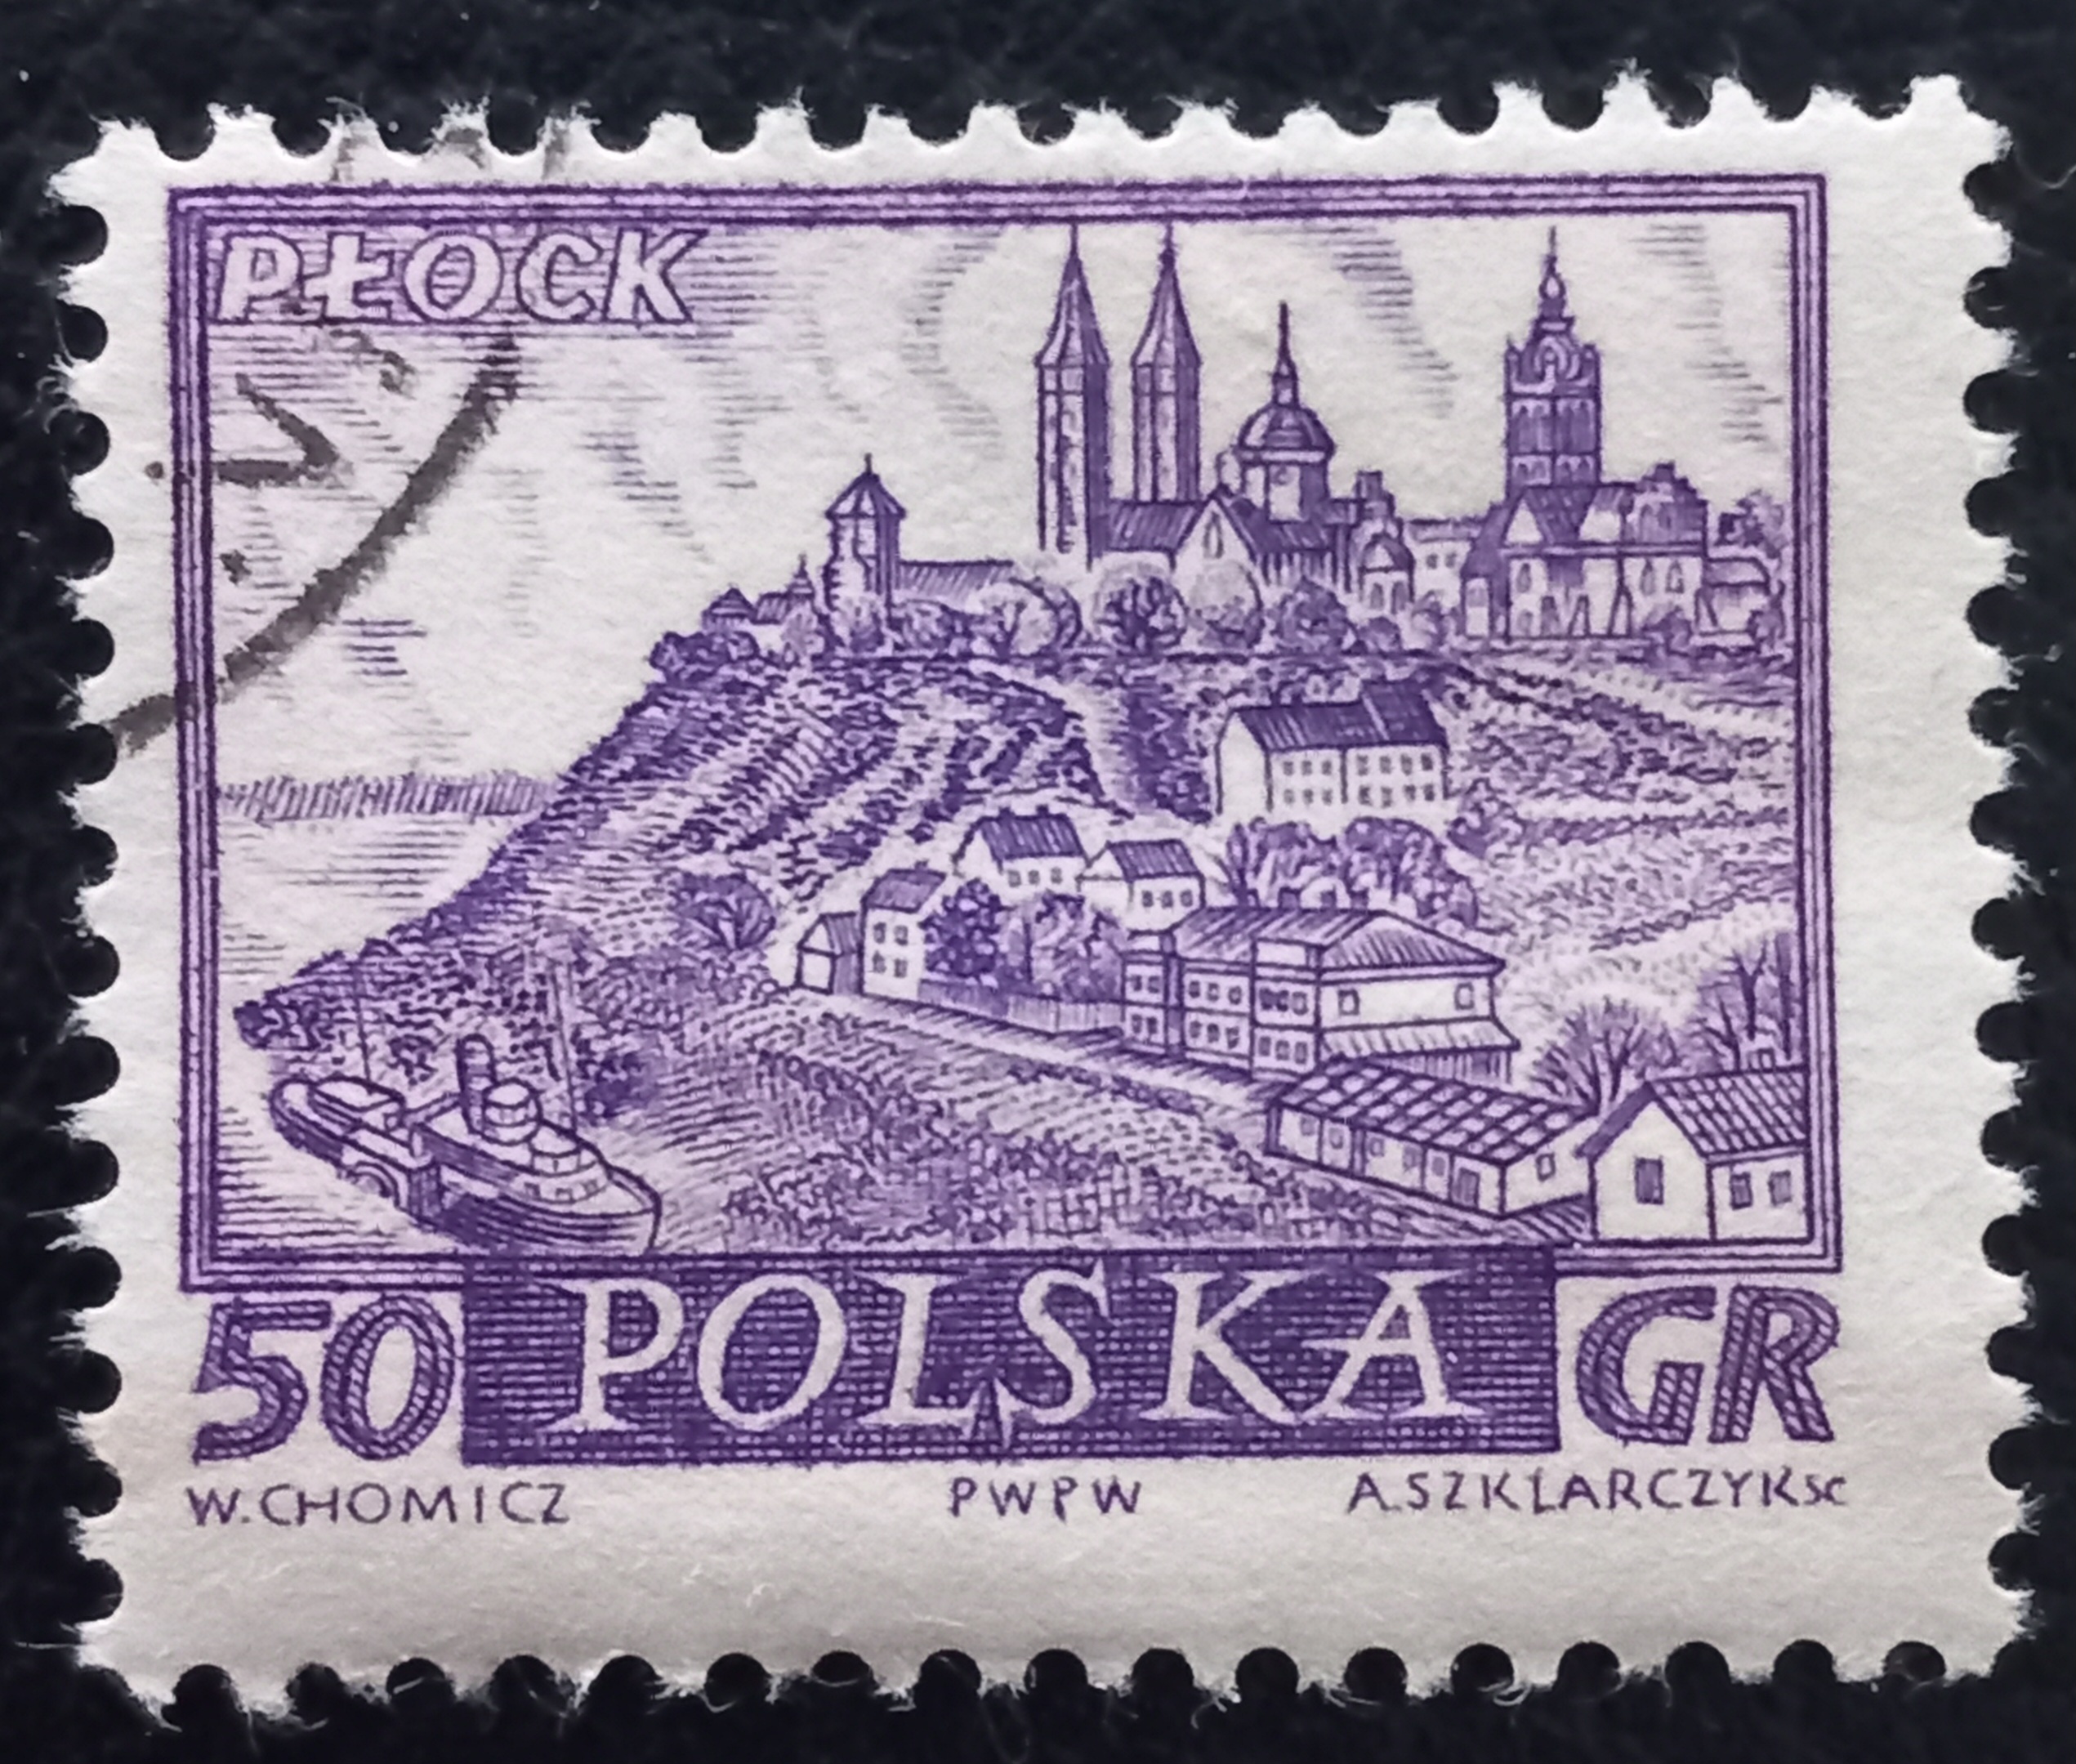 PŁOCK
50 POLSKA GR
W. CHOMICZ PWPW A. SZKLARCZYK SC